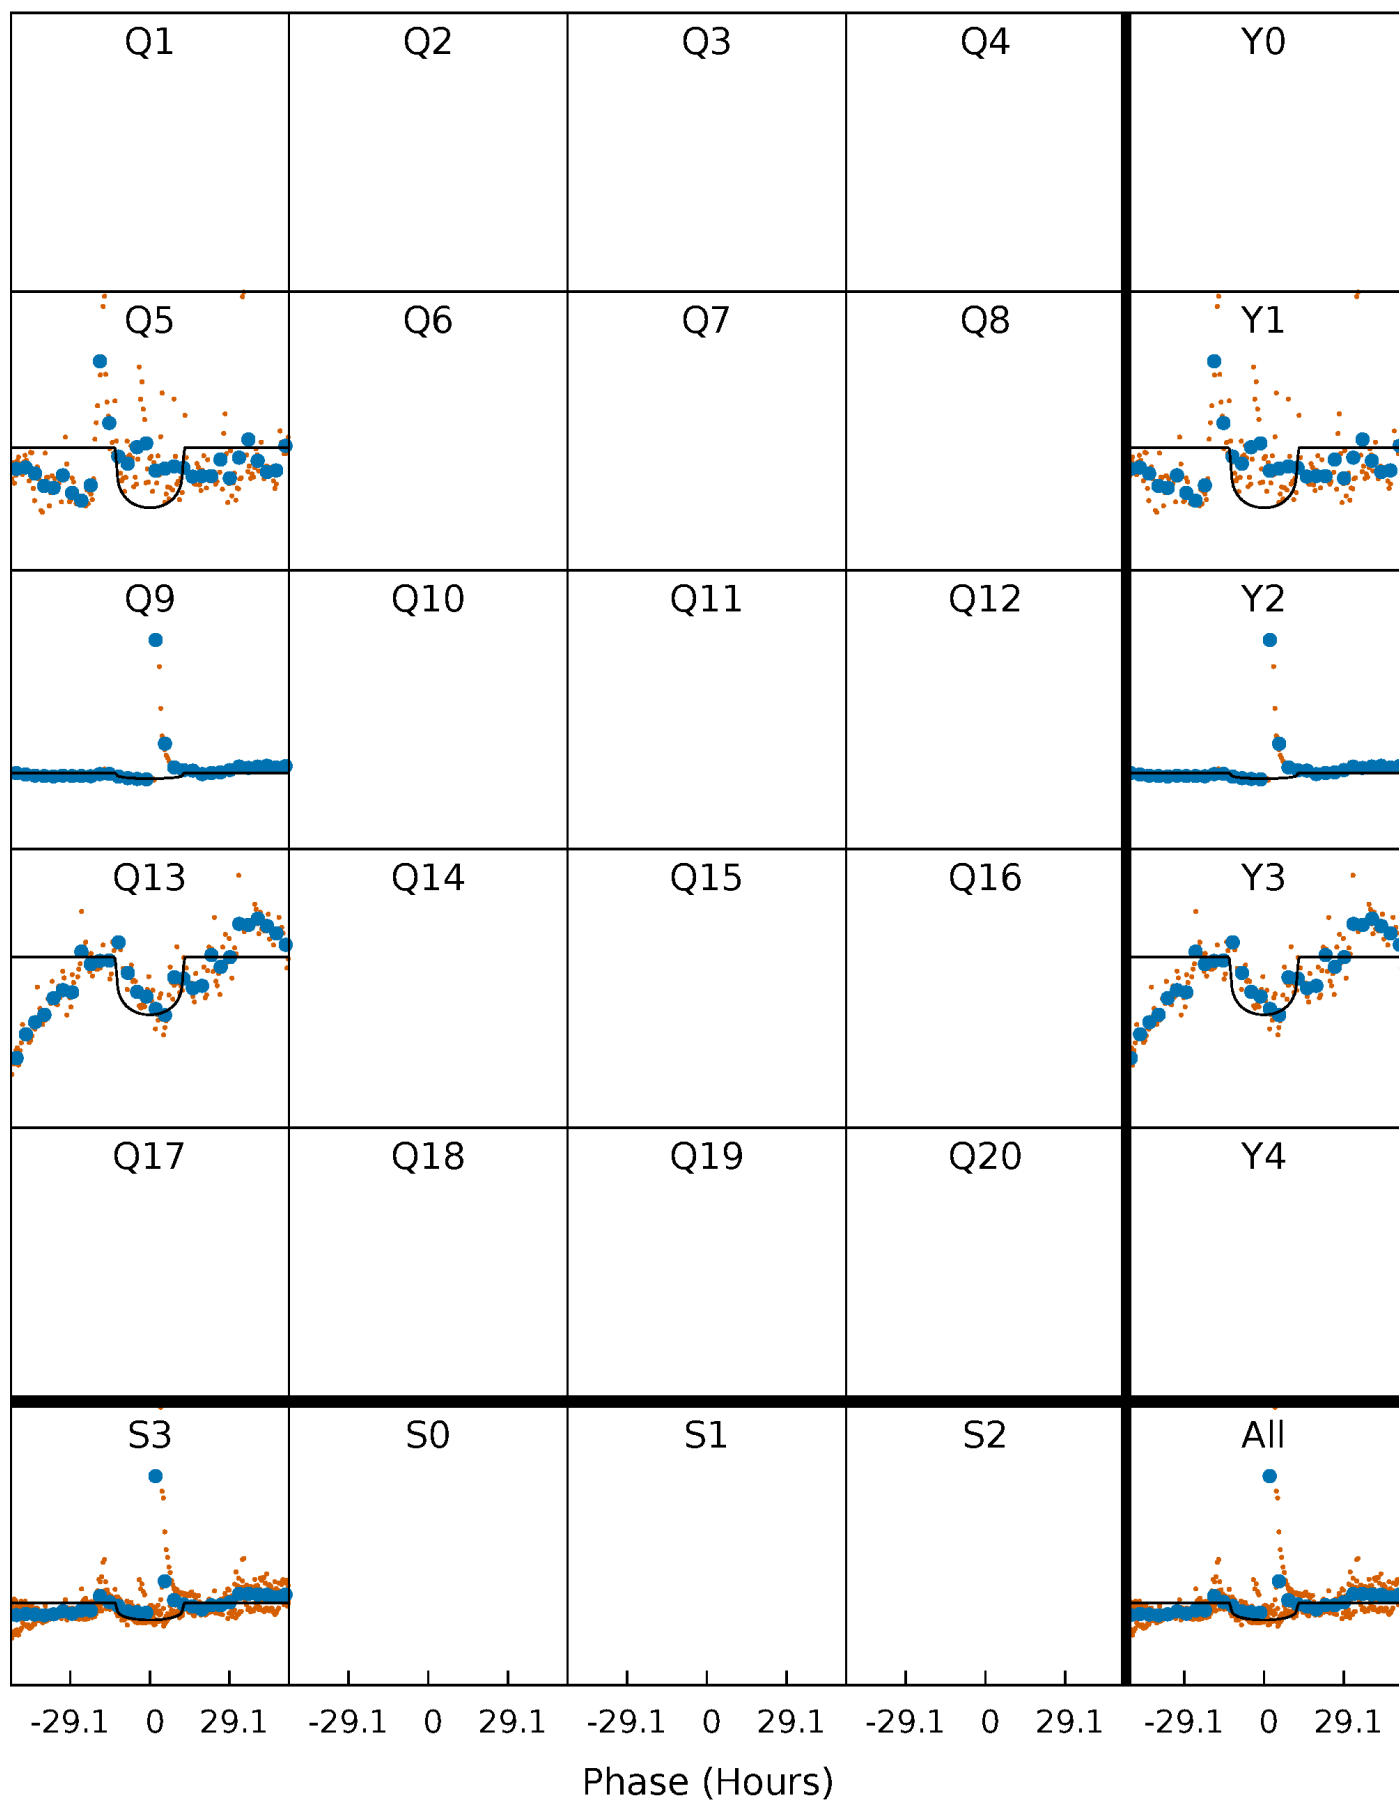 Q1 Q2 Q3 Q4 Y0
Q5 Q6 Q7 Q8 Y1
Q9 Q10 Q11 Q12 Y2
Q13 Q14 Q15 Q16 Y3
Q17 Q18 Q19 Q20 Y4
S3 S0 S1 S2 All
-29.1 0 29.1 -29.1 0 29.1 -29.1 0 29.1 -29.1 0 29.1 -29.1 0 29.1
Phase (Hours)